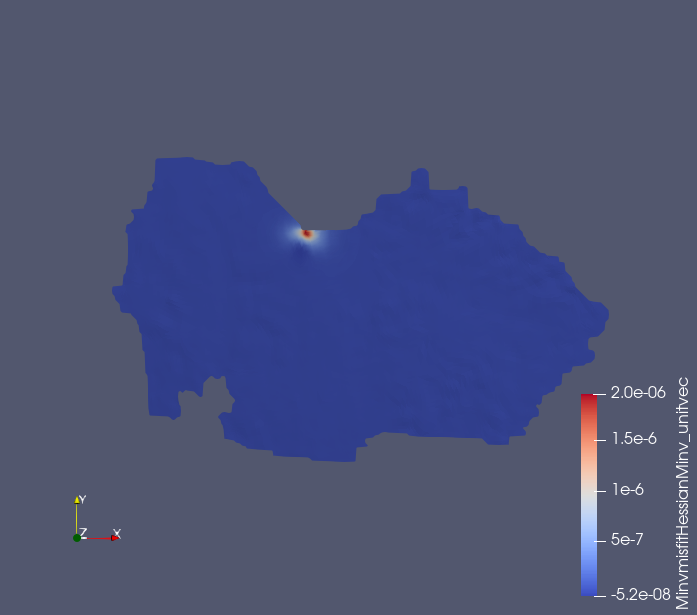 2.0e-06
1.5e-6
1e-6
5e-7
-5.2e-08
MinvmisfitHessianMinv_unitvec
Y
Z X